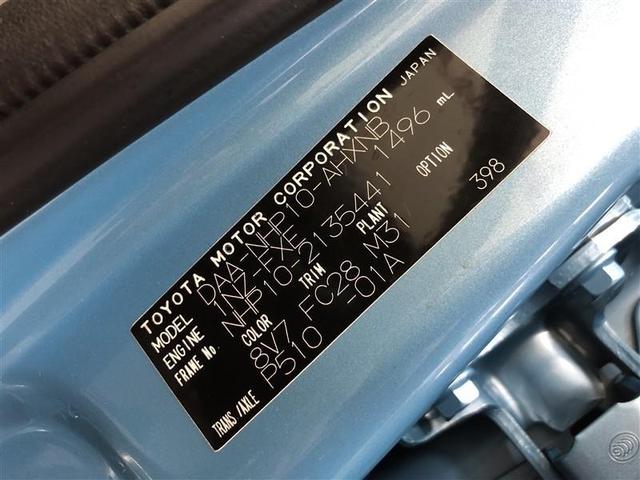 TOYOTA MOTOR CORPORATION JAPAN
MODEL DAA-NHP10-AHXNB
ENGINE 1NZ-FXE 1496 mL
FRAME No. NHP10-2135441
COLOR TRIM PLANT OPTION
8V7 FC28 M31 398
TRANS/AXLE P510 -01A